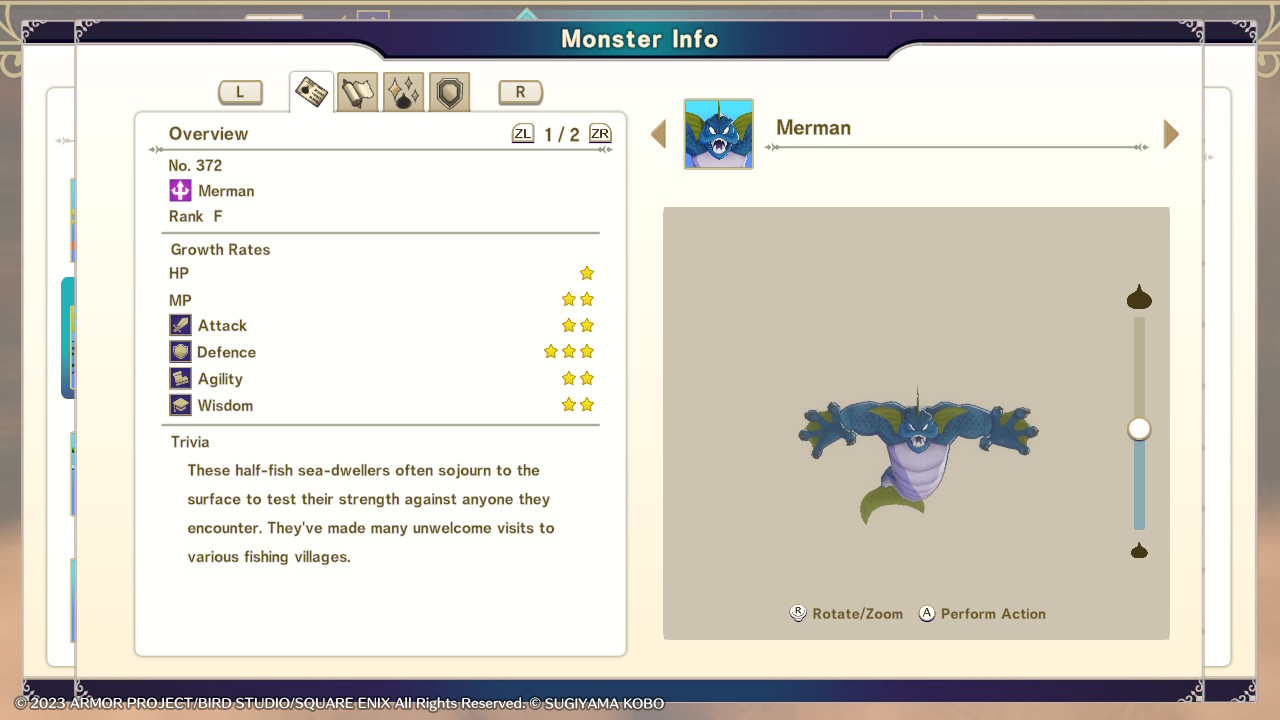 Monster Info
L
R
Overview
ZL 1 / 2 ZR
No. 372
Merman
Rank F
Growth Rates
HP
MP
Attack
Defence
Agility
Wisdom
Trivia
These half-fish sea-dwellers often sojourn to the
surface to test their strength against anyone they
encounter. They've made many unwelcome visits to
various fishing villages.
Merman
R Rotate/Zoom A Perform Action
© 2023 ARMOR PROJECT/BIRD STUDIO/SQUARE ENIX All Rights Reserved. © SUGIYAMA KOBO